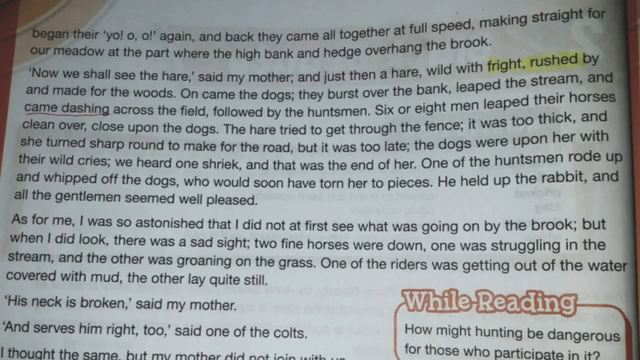 began their 'yo! o, o!' again, and back they came all together at full speed, making straight for
our meadow at the part where the high bank and hedge overhang the brook.
'Now we shall see the hare,' said my mother; and just then a hare, wild with fright, rushed by
and made for the woods. On came the dogs; they burst over the bank, leaped the stream, and
came dashing across the field, followed by the huntsmen. Six or eight men leaped their horses
clean over, close upon the dogs. The hare tried to get through the fence; it was too thick, and
she turned sharp round to make for the road, but it was too late; the dogs were upon her with
their wild cries; we heard one shriek, and that was the end of her. One of the huntsmen rode up
and whipped off the dogs, who would soon have torn her to pieces. He held up the rabbit, and
all the gentlemen seemed well pleased.
As for me, I was so astonished that I did not at first see what was going on by the brook; but
when I did look, there was a sad sight; two fine horses were down, one was struggling in the
stream, and the other was groaning on the grass. One of the riders was getting out of the water
covered with mud, the other lay quite still.
'His neck is broken,' said my mother.
'And serves him right, too,' said one of the colts.
I thought the same, but my mother did not join with us
While-Reading
How might hunting be dangerous
for those who participate in it?